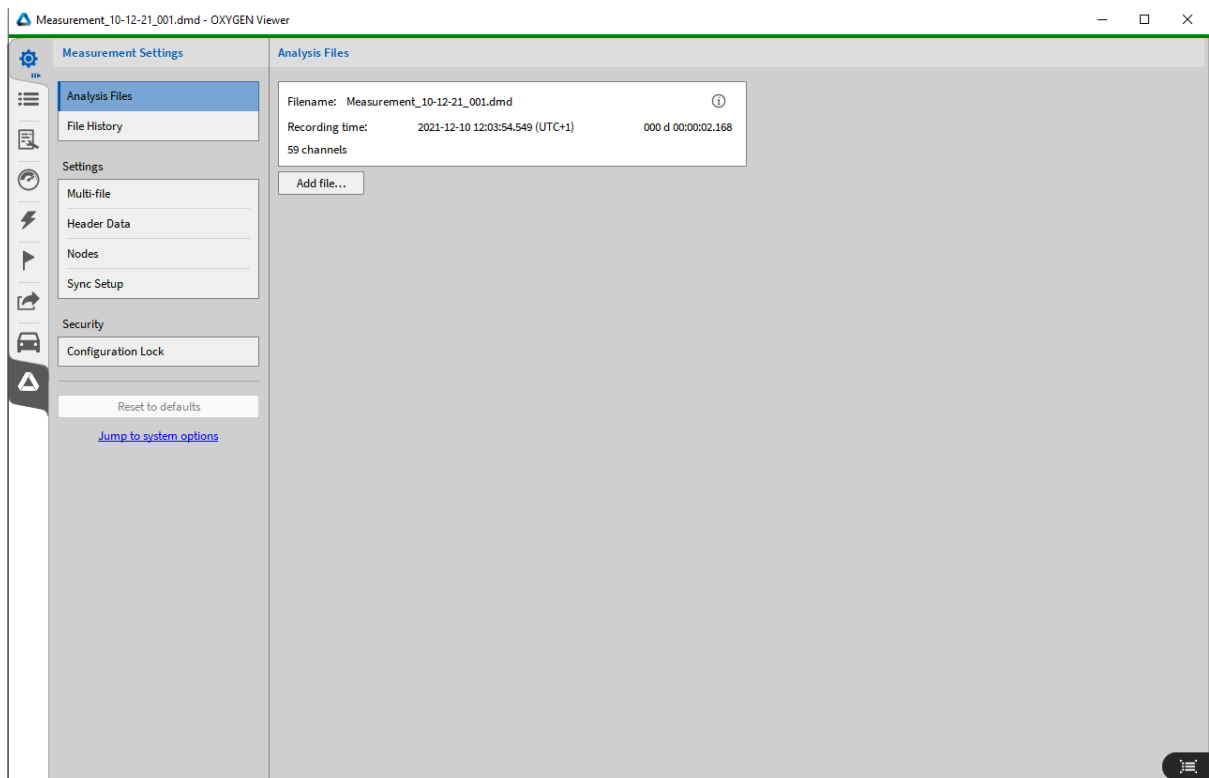 Measurement_10-12-21_001.dmd - OXYGEN Viewer
Measurement Settings
Analysis Files
File History
Settings
Multi-file
Header Data
Nodes
Sync Setup
Security
Configuration Lock
Reset to defaults
Jump to system options
Analysis Files
Filename: Measurement_10-12-21_001.dmd
Recording time: 2021-12-10 12:03:54.549 (UTC+1) 000 d 00:00:02.168
59 channels
Add file...